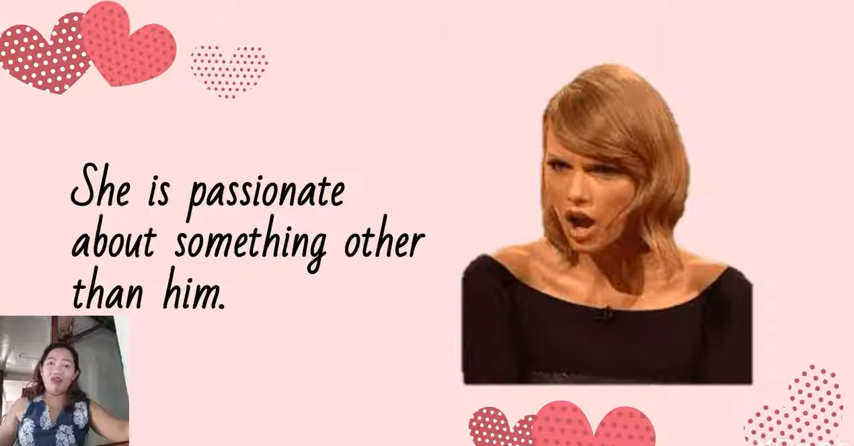 She is passionate
about something other
than him.